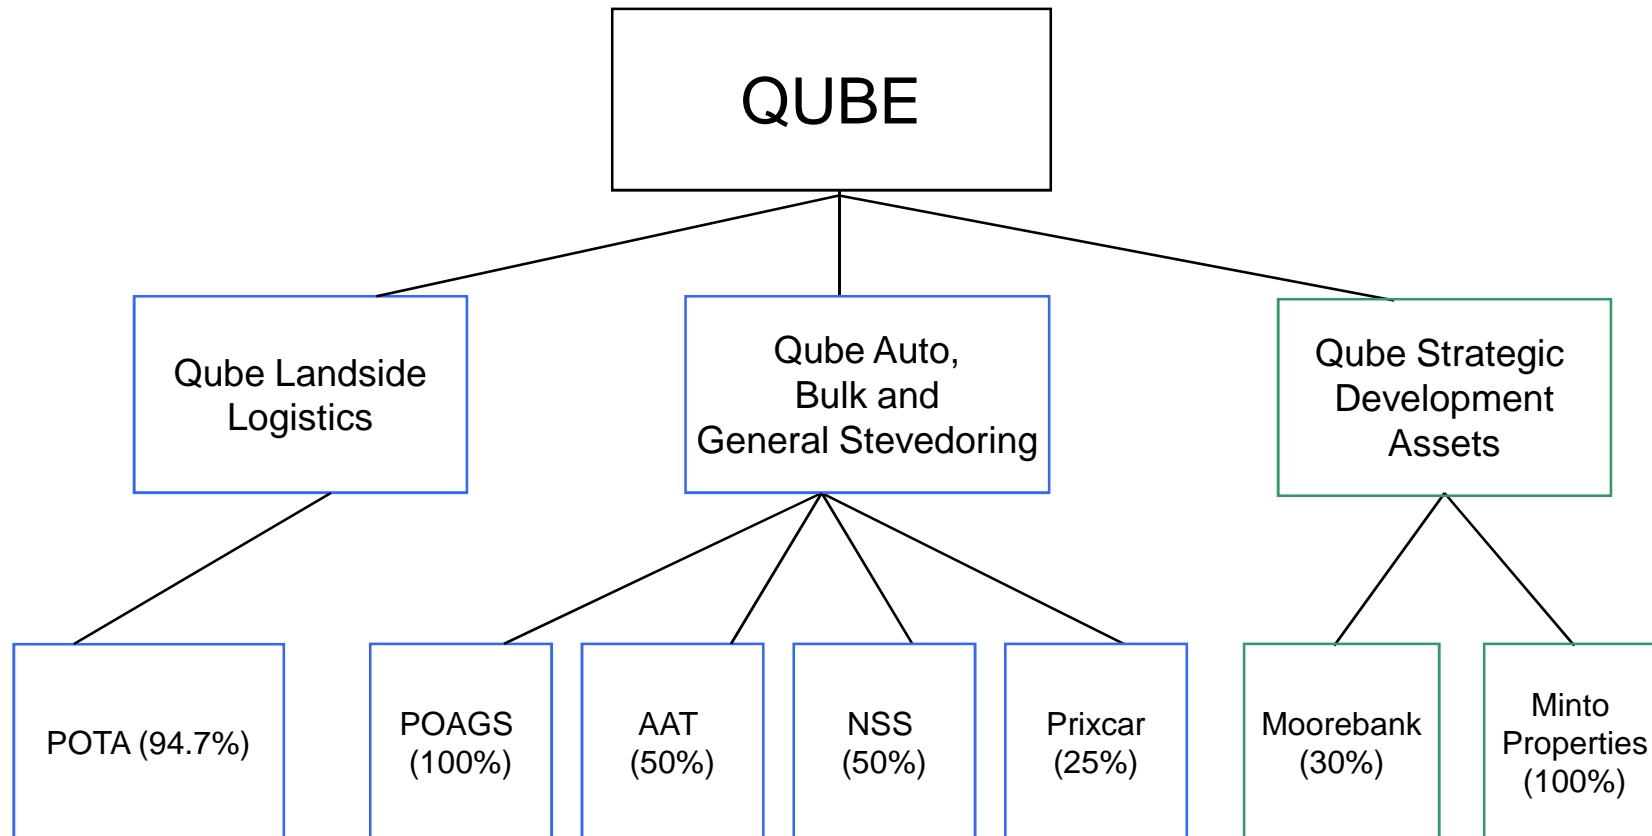 QUBE
Qube Landside
Logistics
Qube Auto,
Bulk and
General Stevedoring
Qube Strategic
Development
Assets
POTA (94.7%)
POAGS
(100%)
AAT
(50%)
NSS
(50%)
Prixcar
(25%)
Moorebank
(30%)
Minto
Properties
(100%)